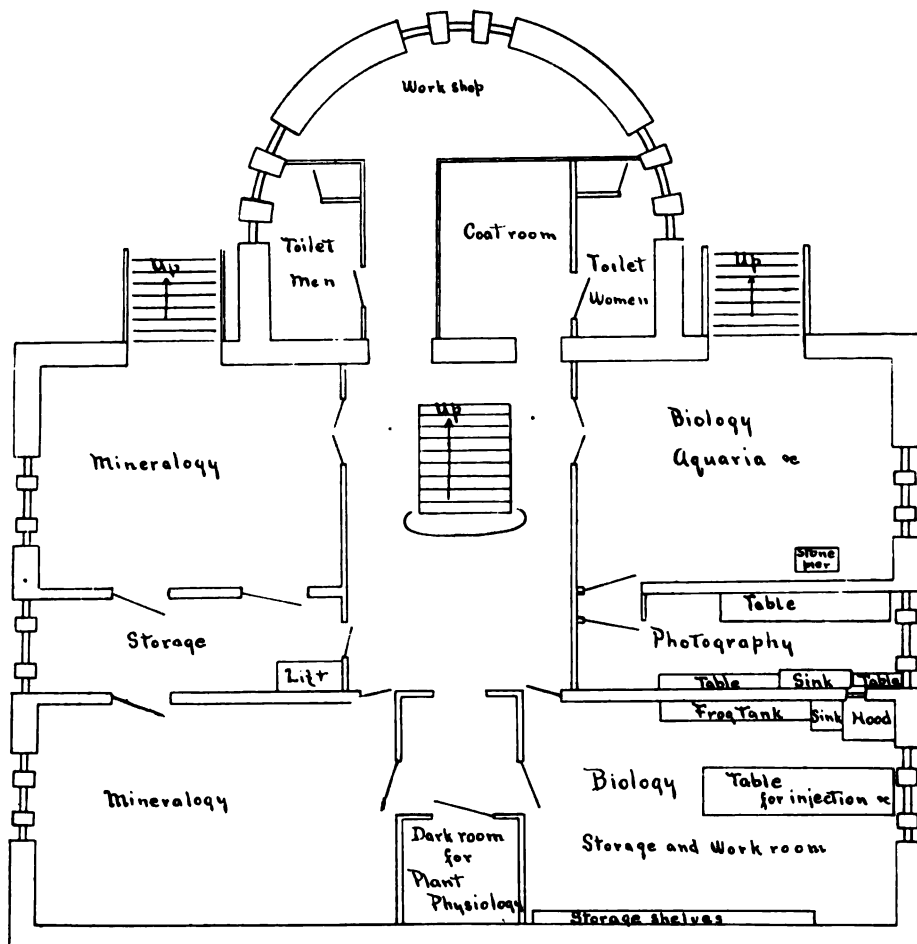 Work shop
Toilet
Men
Coat room
Toilet
Women
Up
Up
Up
Mineralogy
Biology
Aquaria &c
Stone
pier
Table
Storage
Photography
Lift
Table
Sink
Table
Frog Tank
Sink
Hood
Mineralogy
Biology
Table
for injection &c
Storage and Work room
Dark room
for
Plant
Physiology
Storage shelves